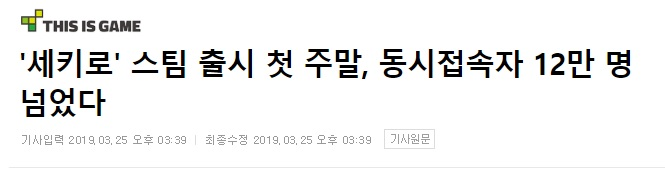 THIS IS GAME
'세키로' 스팀 출시 첫 주말, 동시접속자 12만 명
넘었다
기사입력 2019.03.25 오후 03:39 최종수정 2019.03.25 오후 03:39 기사원문